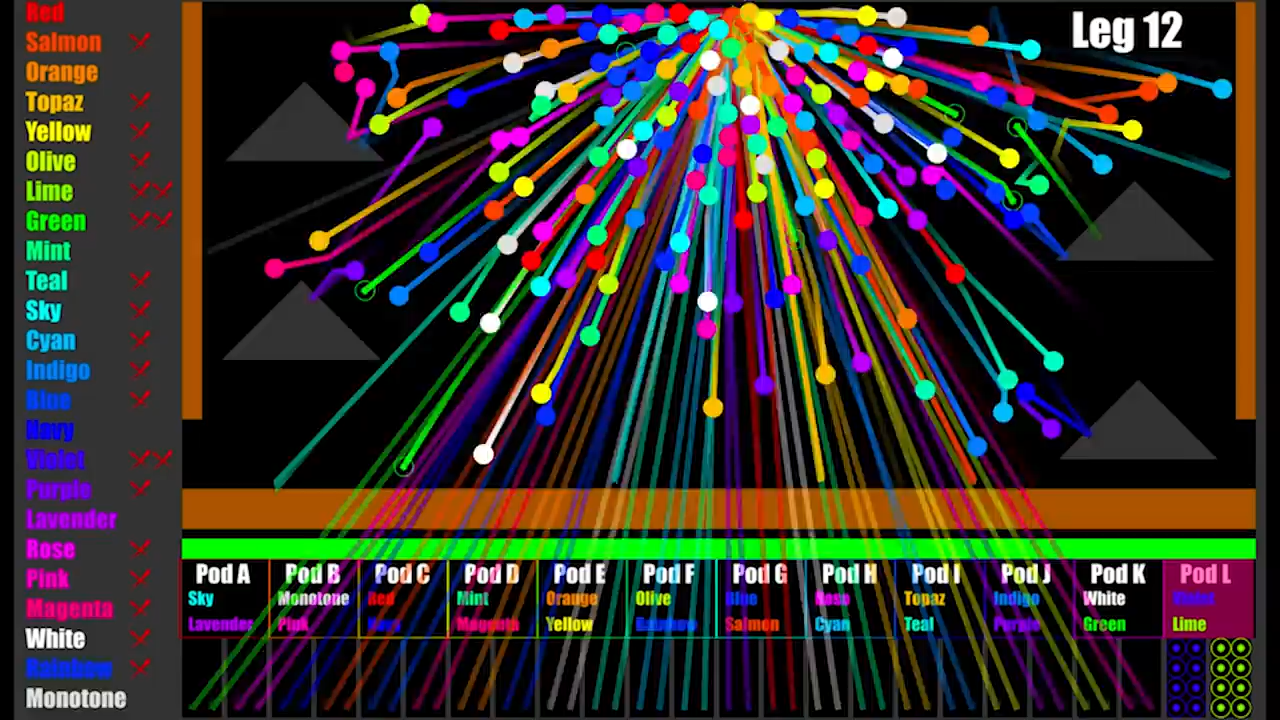 Leg 12
Red
Salmon
Orange
Topaz
Yellow
Olive
Lime
Green
Mint
Teal
Sky
Cyan
Indigo
Blue
Navy
Violet
Purple
Lavender
Rose
Pink
Magenta
White
Rainbow
Monotone
Pod A
Sky
Lavender
Pod B
Monotone
Pink
Pod C
Red
Navy
Pod D
Mint
Magenta
Pod E
Orange
Yellow
Pod F
Olive
Rainbow
Pod G
Blue
Salmon
Pod H
Rose
Cyan
Pod I
Topaz
Teal
Pod J
Indigo
Purple
Pod K
White
Green
Pod L
Violet
Lime